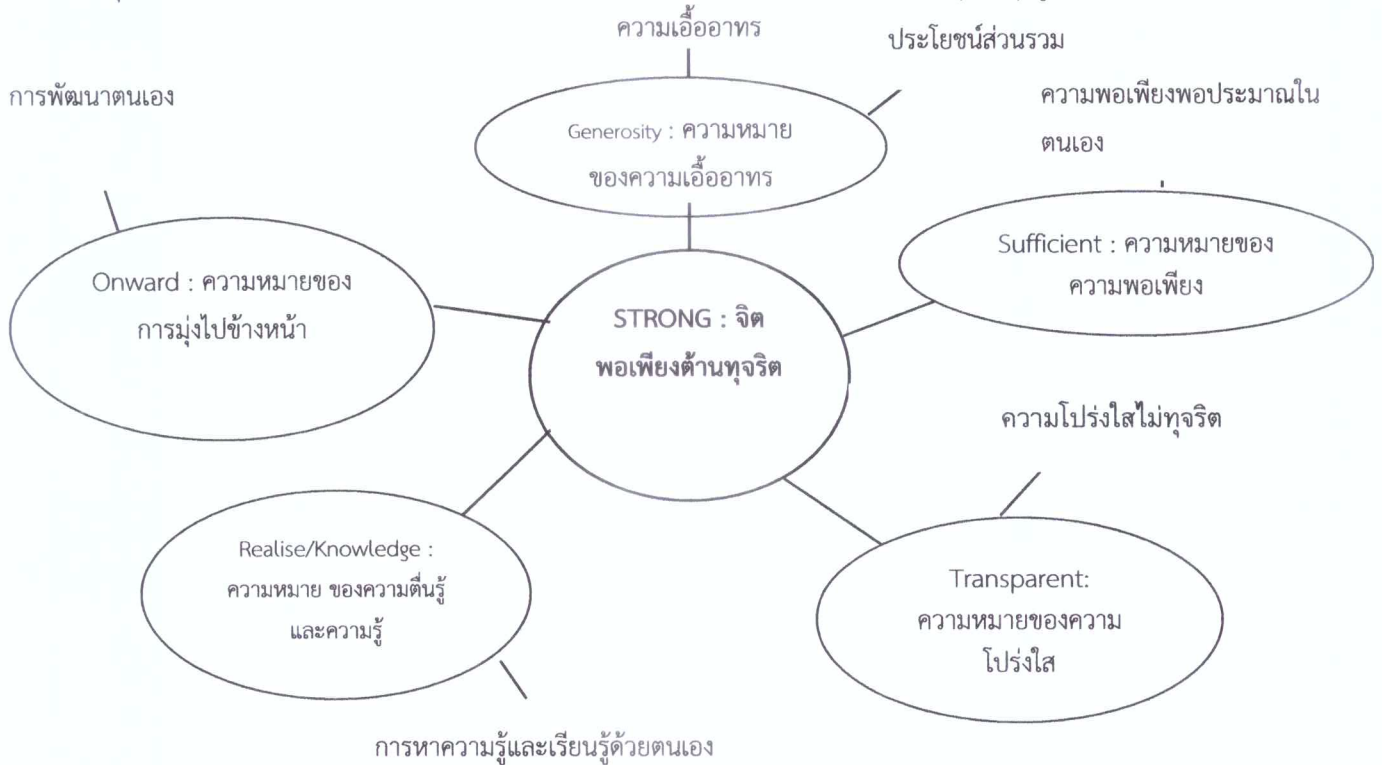 ความเอื้ออาทร
ประโยชน์ส่วนรวม
การพัฒนาตนเอง
ความพอเพียงพอประมาณใน
ตนเอง
Generosity : ความหมาย
ของความเอื้ออาทร
Sufficient : ความหมายของ
ความพอเพียง
Onward : ความหมายของ
การมุ่งไปข้างหน้า
STRONG : จิต
พอเพียงต้านทุจริต
ความโปร่งใสไม่ทุจริต
Realise/Knowledge :
ความหมาย ของความตื่นรู้
และความรู้
Transparent:
ความหมายของความ
โปร่งใส
การหาความรู้และเรียนรู้ด้วยตนเอง